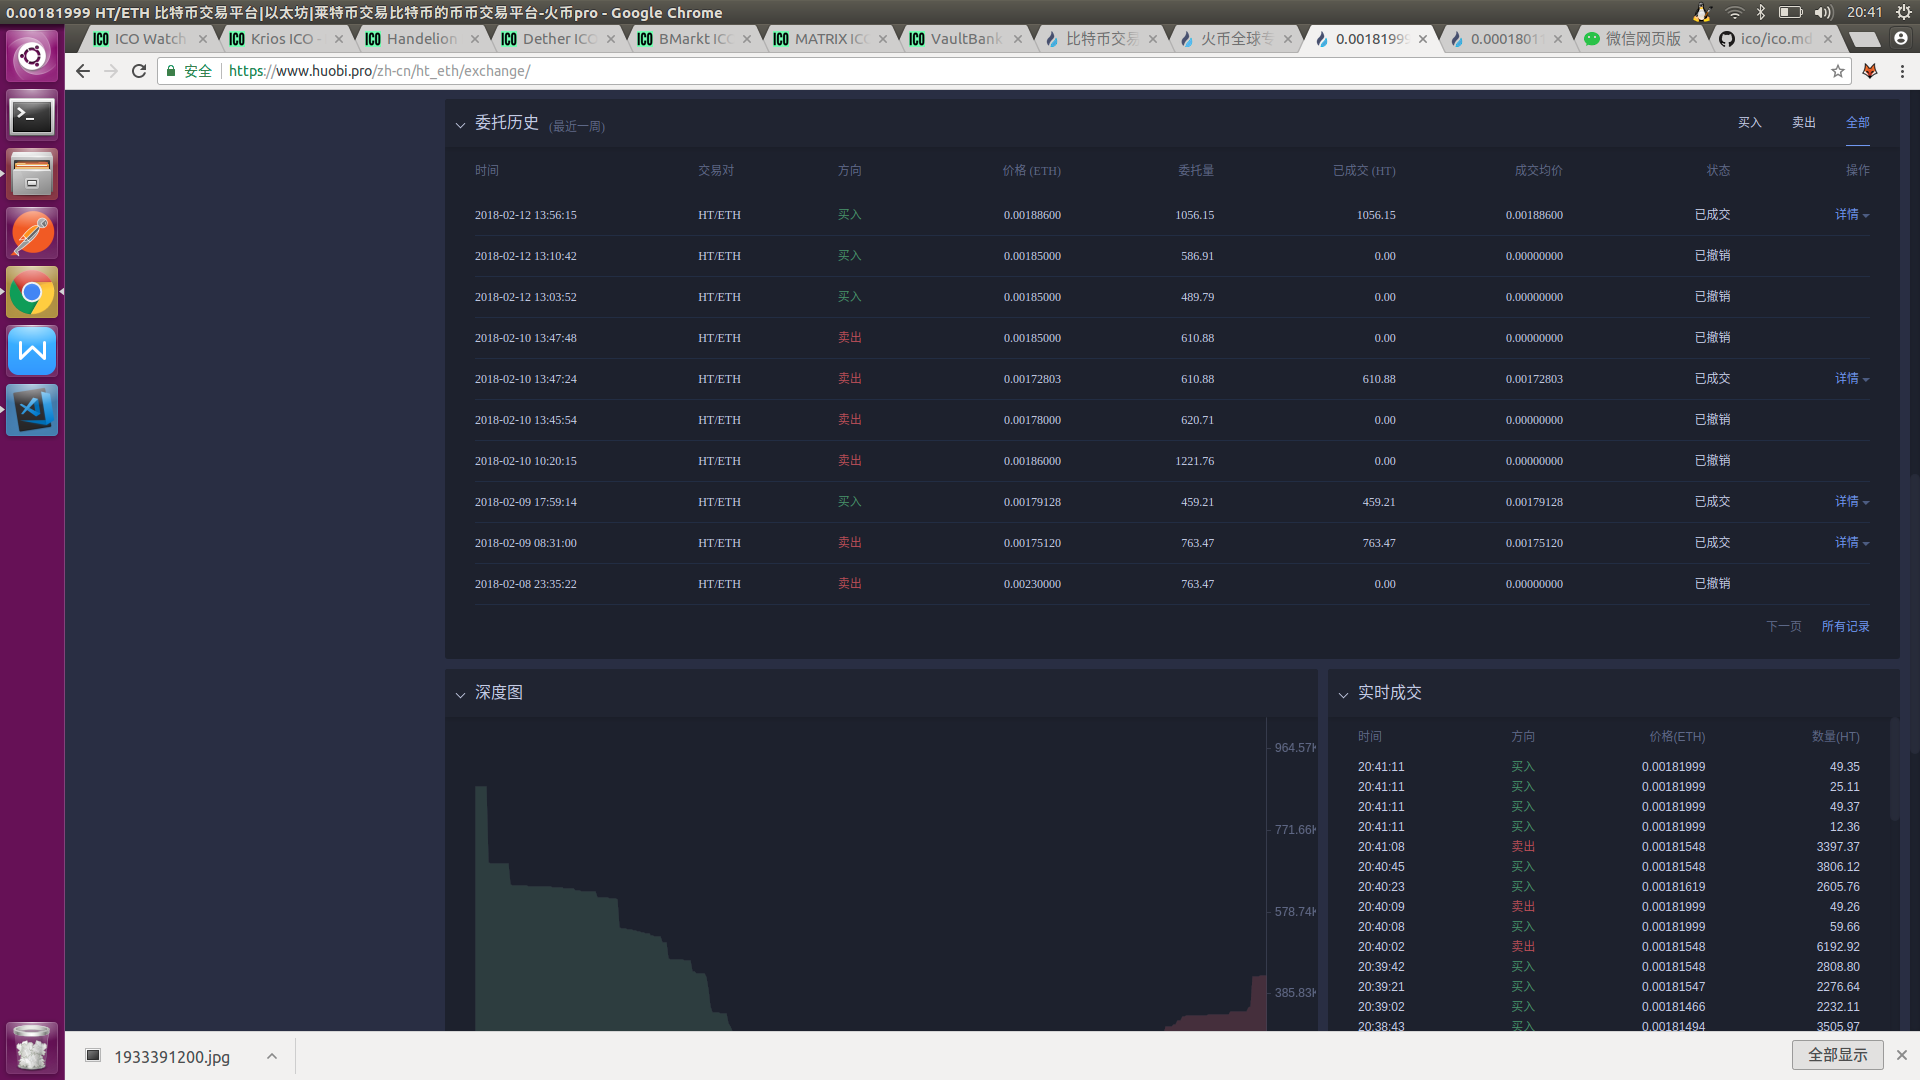 0.00181999 HT/ETH 比特币交易平台|以太坊|莱特币交易比特币的币币交易平台-火币pro - Google Chrome
20:41
ICO Watch
Krios ICO -
Handelion
Dether ICO
BMarkt ICO
MATRIX ICO
VaultBank
比特币交易
火币全球专
0.00181999
0.00018011
微信网页版
ico/ico.md
安全
https://www.huobi.pro/zh-cn/ht_eth/exchange/
委托历史 (最近一周)
买入 卖出 全部
时间 交易对 方向 价格 (ETH) 委托量 已成交 (HT) 成交均价 状态 操作
2018-02-12 13:56:15 HT/ETH 买入 0.00188600 1056.15 1056.15 0.00188600 已成交 详情
2018-02-12 13:10:42 HT/ETH 买入 0.00185000 586.91 0.00 0.00000000 已撤销
2018-02-12 13:03:52 HT/ETH 买入 0.00185000 489.79 0.00 0.00000000 已撤销
2018-02-10 13:47:48 HT/ETH 卖出 0.00185000 610.88 0.00 0.00000000 已撤销
2018-02-10 13:47:24 HT/ETH 卖出 0.00172803 610.88 610.88 0.00172803 已成交 详情
2018-02-10 13:45:54 HT/ETH 卖出 0.00178000 620.71 0.00 0.00000000 已撤销
2018-02-10 10:20:15 HT/ETH 卖出 0.00186000 1221.76 0.00 0.00000000 已撤销
2018-02-09 17:59:14 HT/ETH 买入 0.00179128 459.21 459.21 0.00179128 已成交 详情
2018-02-09 08:31:00 HT/ETH 卖出 0.00175120 763.47 763.47 0.00175120 已成交 详情
2018-02-08 23:35:22 HT/ETH 卖出 0.00230000 763.47 0.00 0.00000000 已撤销
下一页 所有记录
深度图
964.57K
771.66K
578.74K
385.83K
实时成交
时间 方向 价格(ETH) 数量(HT)
20:41:11 买入 0.00181999 49.35
20:41:11 买入 0.00181999 25.11
20:41:11 买入 0.00181999 49.37
20:41:11 买入 0.00181999 12.36
20:41:08 卖出 0.00181548 3397.37
20:40:45 买入 0.00181548 3806.12
20:40:23 买入 0.00181619 2605.76
20:40:09 卖出 0.00181999 49.26
20:40:08 买入 0.00181999 59.66
20:40:02 卖出 0.00181548 6192.92
20:39:42 买入 0.00181548 2808.80
20:39:21 买入 0.00181547 2276.64
20:39:02 买入 0.00181466 2232.11
20:38:43 买入 0.00181494 3505.97
1933391200.jpg
全部显示